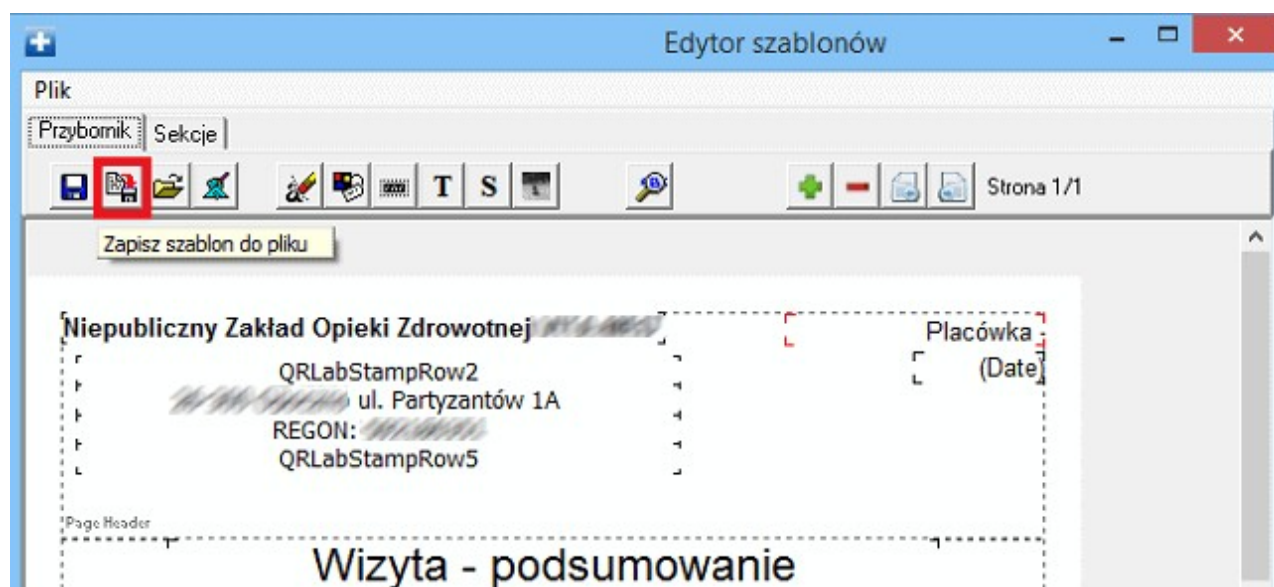 Edytor szablonów
Plik
Przybornik Sekcje
T S Strona 1/1
Zapisz szablon do pliku
Niepubliczny Zakład Opieki Zdrowotnej
Placówka -
QRLabStampRow2
(Date)
ul. Partyzantów 1A
REGON:
QRLabStampRow5
Page Header
Wizyta - podsumowanie